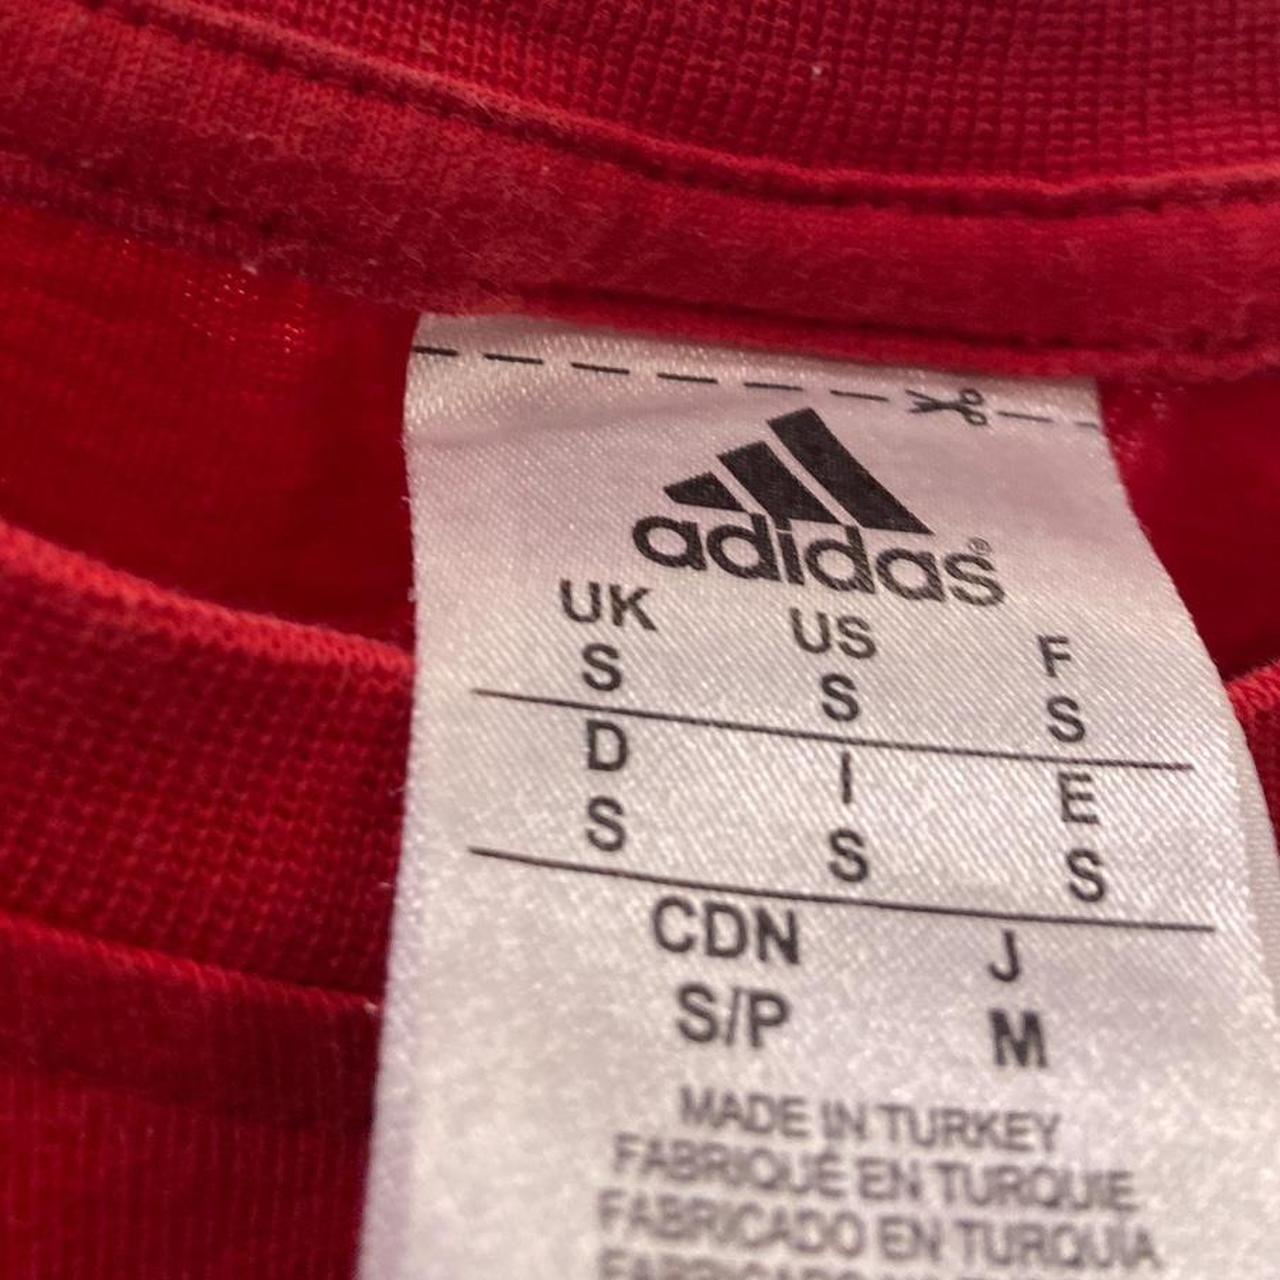 adidas®
UK US F
S S S
D I E
S S S
CDN J
S/P M
MADE IN TURKEY
FABRIQUÉ EN TURQUIE
FABRICADO EN TURQUÍA